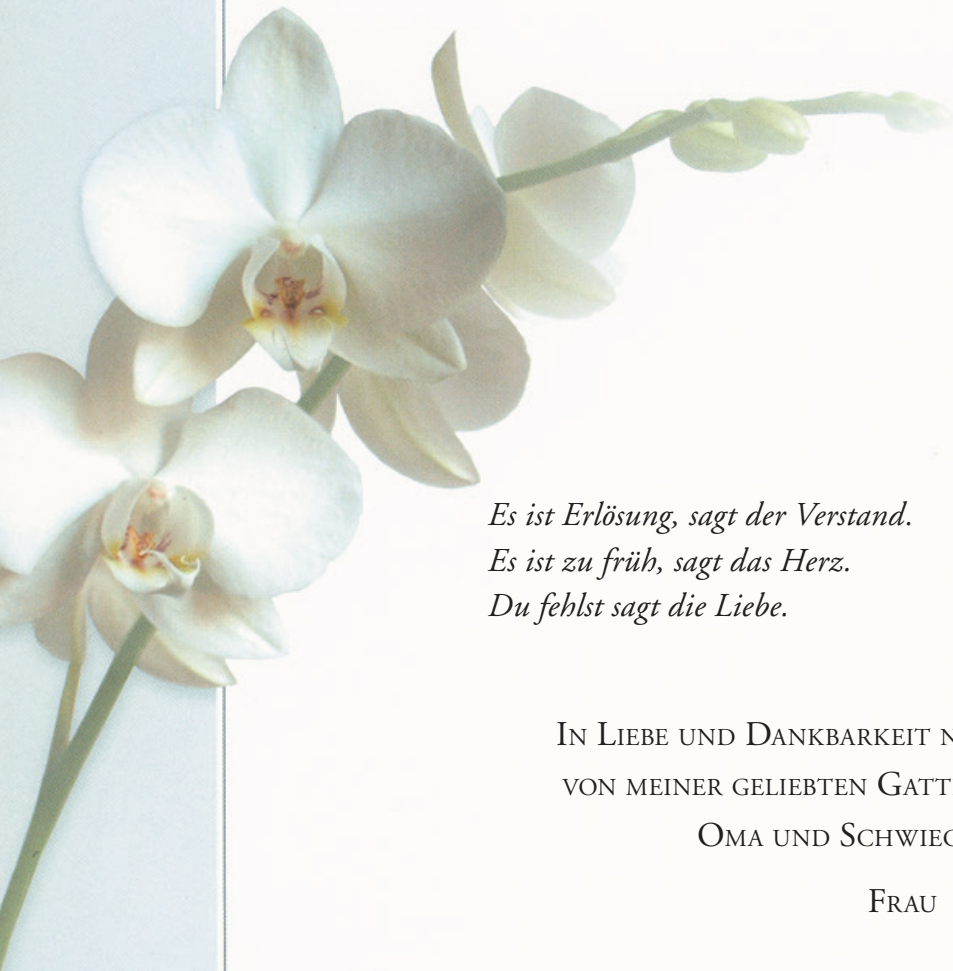 Es ist Erlösung, sagt der Verstand.
Es ist zu früh, sagt das Herz.
Du fehlst sagt die Liebe.
In Liebe und Dankbarkeit
von meiner geliebten
Oma und
Frau